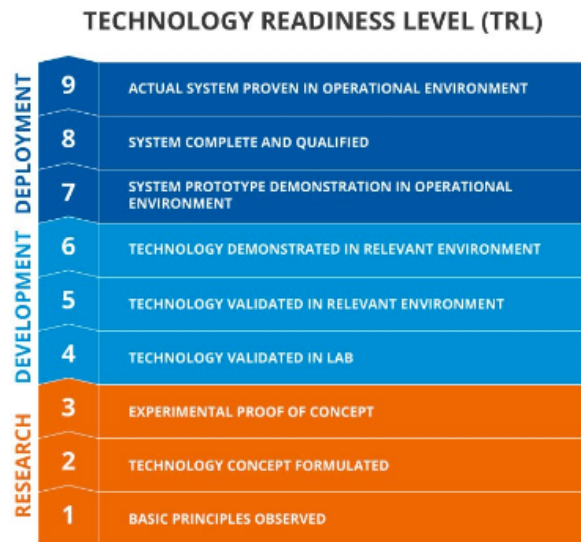 TECHNOLOGY READINESS LEVEL (TRL)
DEPLOYMENT
9 ACTUAL SYSTEM PROVEN IN OPERATIONAL ENVIRONMENT
8 SYSTEM COMPLETE AND QUALIFIED
7 SYSTEM PROTOTYPE DEMONSTRATION IN OPERATIONAL
ENVIRONMENT
DEVELOPMENT
6 TECHNOLOGY DEMONSTRATED IN RELEVANT ENVIRONMENT
5 TECHNOLOGY VALIDATED IN RELEVANT ENVIRONMENT
4 TECHNOLOGY VALIDATED IN LAB
RESEARCH
3 EXPERIMENTAL PROOF OF CONCEPT
2 TECHNOLOGY CONCEPT FORMULATED
1 BASIC PRINCIPLES OBSERVED